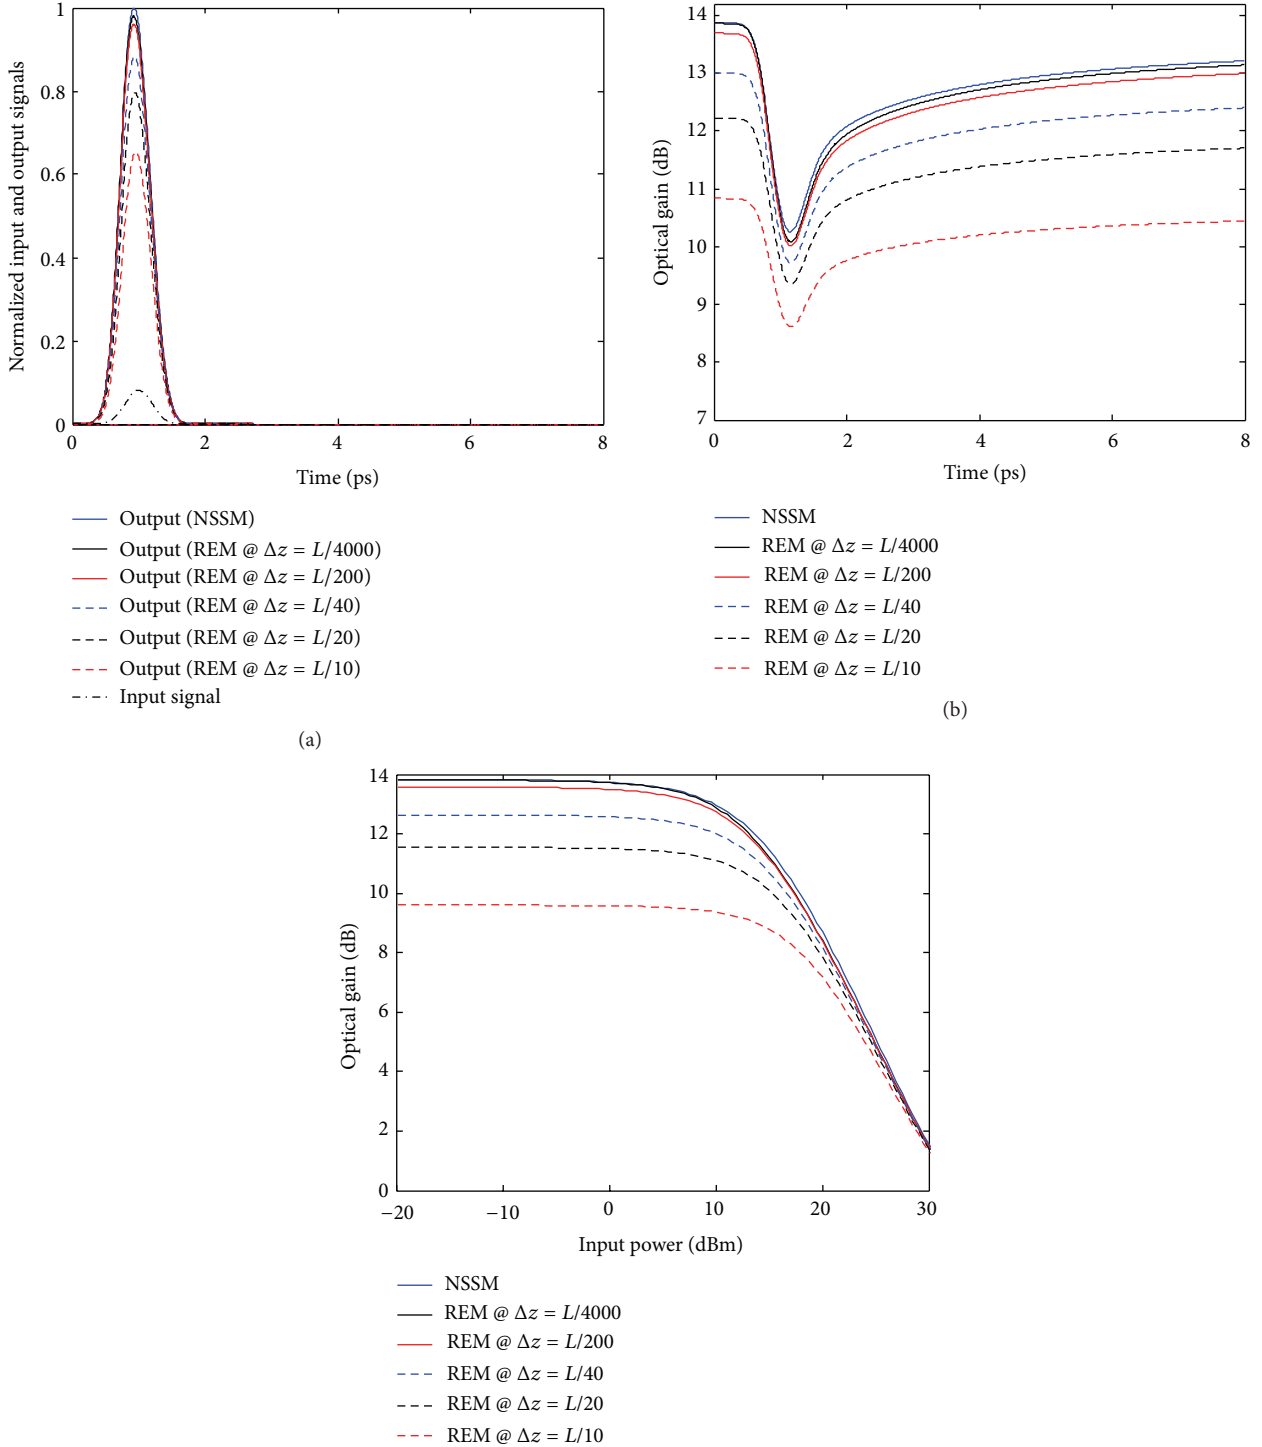 Normalized input and output signals
1
0.8
0.6
0.4
0.2
0
0 2 4 6 8
Time (ps)
Output (NSSM)
Output (REM @ Δz = L/4000)
Output (REM @ Δz = L/200)
Output (REM @ Δz = L/40)
Output (REM @ Δz = L/20)
Output (REM @ Δz = L/10)
Input signal
(a)
Optical gain (dB)
14
13
12
11
10
9
8
7
0 2 4 6 8
Time (ps)
NSSM
REM @ Δz = L/4000
REM @ Δz = L/200
REM @ Δz = L/40
REM @ Δz = L/20
REM @ Δz = L/10
(b)
Optical gain (dB)
14
12
10
8
6
4
2
0
−20 −10 0 10 20 30
Input power (dBm)
NSSM
REM @ Δz = L/4000
REM @ Δz = L/200
REM @ Δz = L/40
REM @ Δz = L/20
REM @ Δz = L/10